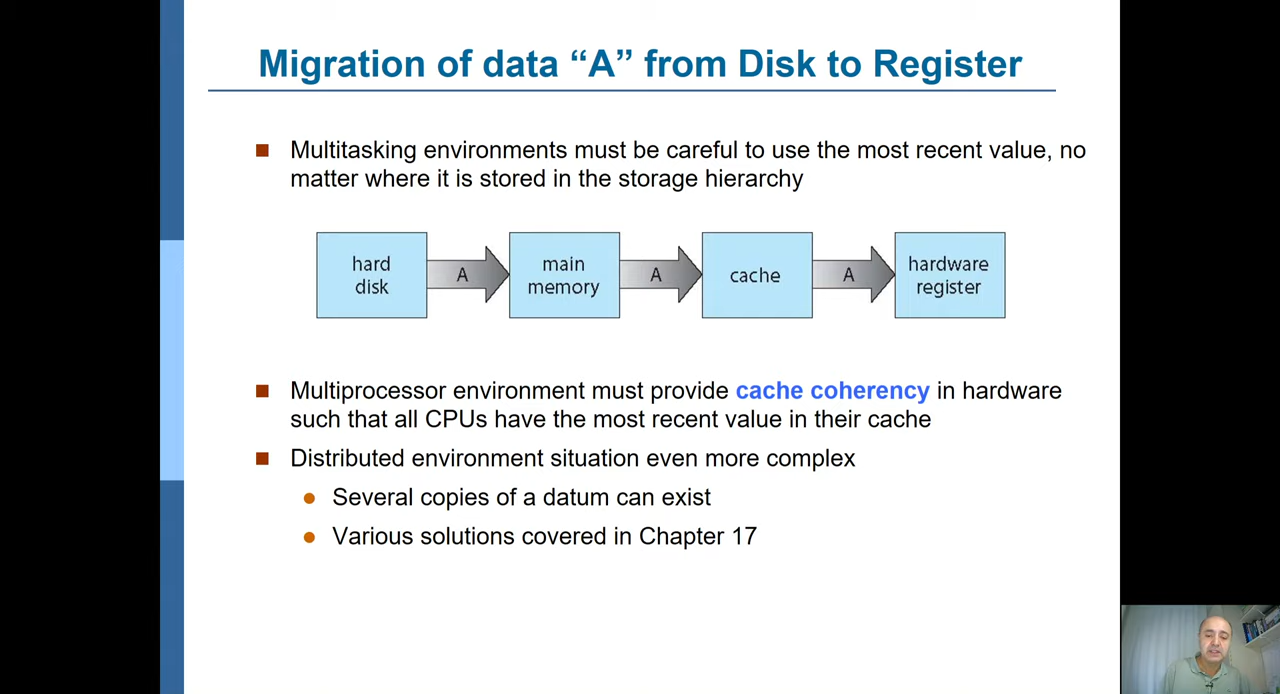 Migration of data “A” from Disk to Register
Multitasking environments must be careful to use the most recent value, no
matter where it is stored in the storage hierarchy
hard
disk
A
main
memory
A
cache
A
hardware
register
Multiprocessor environment must provide cache coherency in hardware
such that all CPUs have the most recent value in their cache
Distributed environment situation even more complex
Several copies of a datum can exist
Various solutions covered in Chapter 17